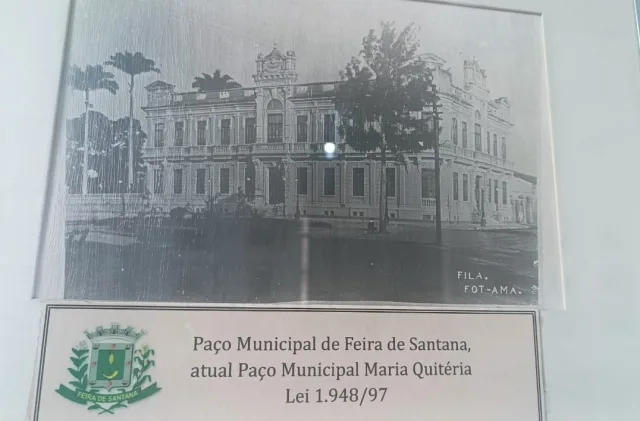 FILA.
FOT-AMA.
Paço Municipal de Feira de Santana,
atual Paço Municipal Maria Quitéria
Lei 1.948/97
FEIRA DE SANTANA